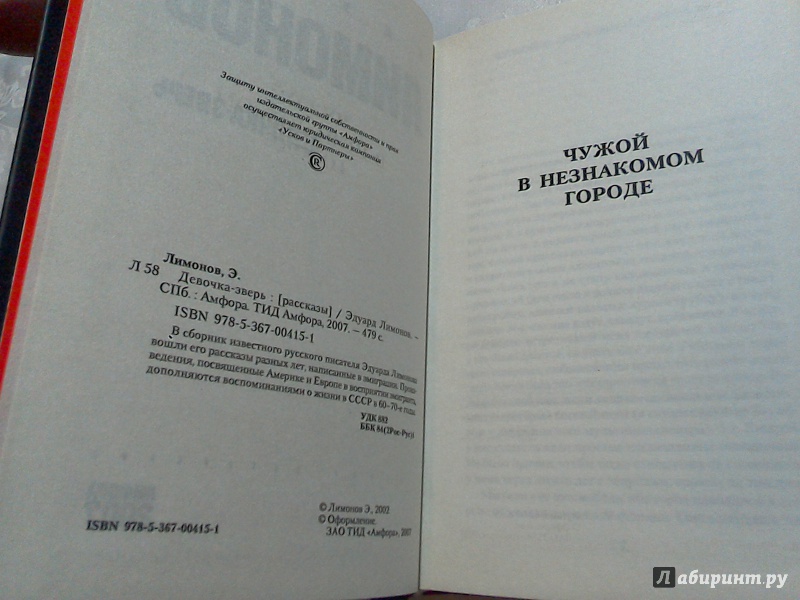 Защиту интеллектуальной собственности и прав
издательской группы «Амфора»
осуществляет юридическая компания
«Усков и Партнеры»
Лимонов, Э.
Л 58 Девочка-зверь : [рассказы] / Эдуард Лимонов. –
СПб. : Амфора. ТИД Амфора, 2007. — 479 с.
ISBN 978-5-367-00415-1
В сборник известного русского писателя Эдуарда Лимонова
вошли его рассказы разных лет, написанные в эмиграции. Произ-
ведения, посвященные Америке и Европе в восприятии эмигранта,
дополняются воспоминаниями о жизни в СССР в 60–70-е годы.
УДК 882
ББК 84(2Рос-Рус)6
© Лимонов Э., 2002
© Оформление.
ЗАО ТИД «Амфора», 2007
ISBN 978-5-367-00415-1
ЧУЖОЙ
В НЕЗНАКОМОМ
ГОРОДЕ
Лабиринт.ру